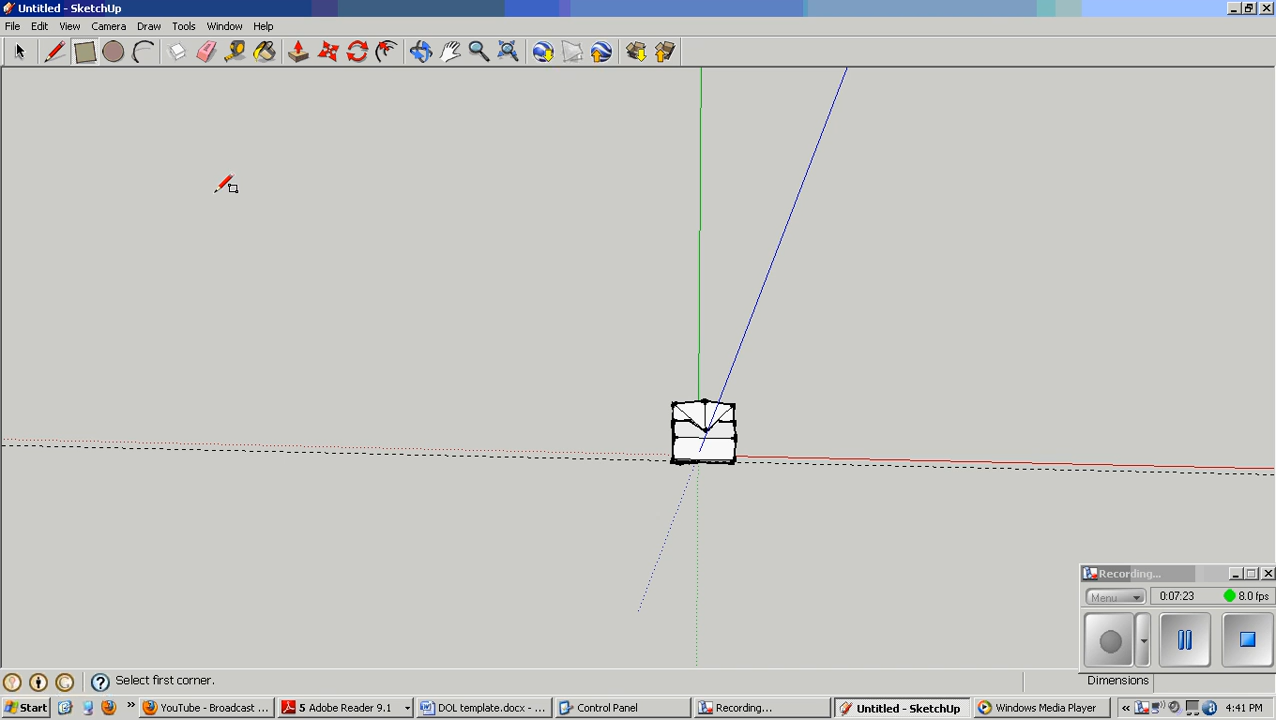 Untitled - SketchUp
File Edit View Camera Draw Tools Window Help
Recording...
Menu 0:07:23 8.0 fps
Select first corner. Dimensions
Start YouTube - Broadcast ... 5 Adobe Reader 9.1 DOL template.docx - ... Control Panel Recording... Untitled - SketchUp Windows Media Player 4:41 PM